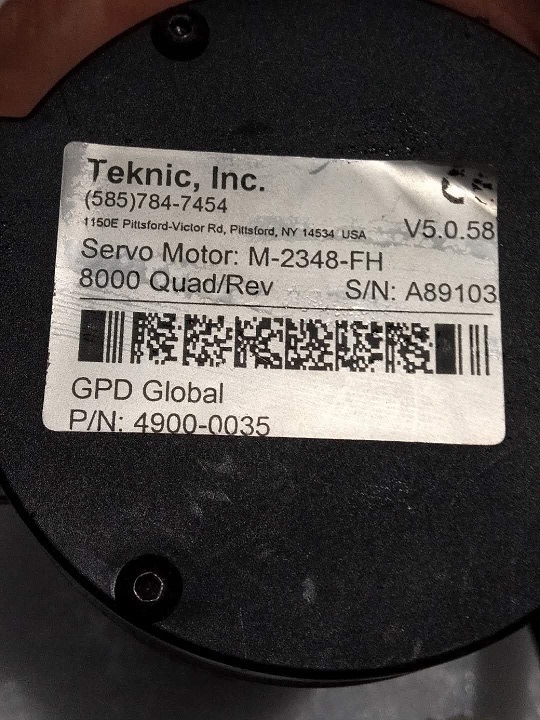 Teknic, Inc.
(585)784-7454
1150E Pittsford-Victor Rd, Pittsford, NY 14534 USA
V5.0.58
Servo Motor: M-2348-FH
8000 Quad/Rev S/N: A89103
GPD Global
P/N: 4900-0035